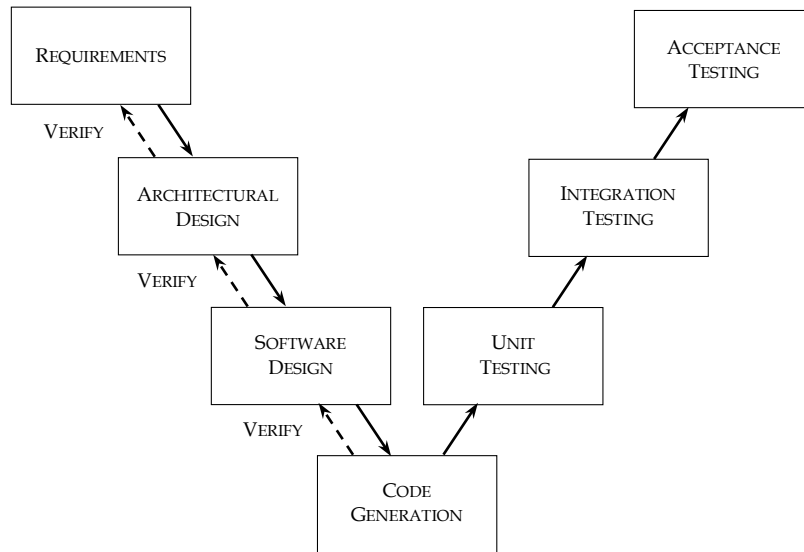 REQUIREMENTS
ACCEPTANCE
TESTING
VERIFY
ARCHITECTURAL
DESIGN
INTEGRATION
TESTING
VERIFY
SOFTWARE
DESIGN
UNIT
TESTING
VERIFY
CODE
GENERATION